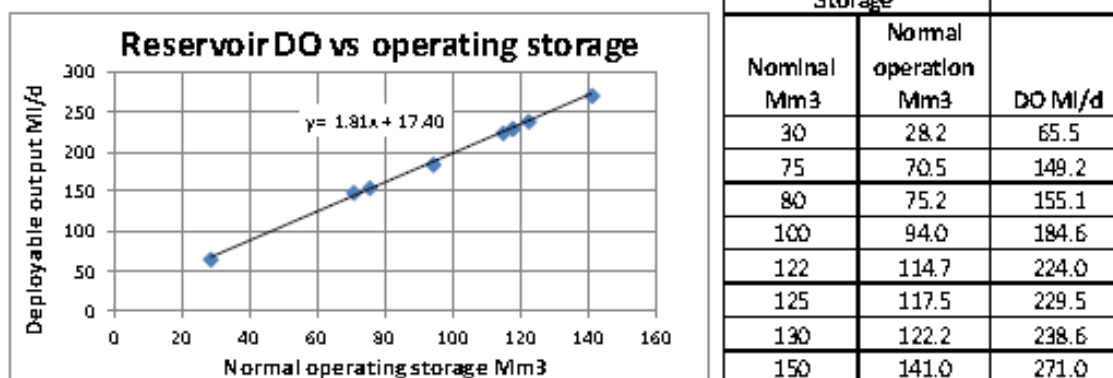 Reservoir DO vs operating storage
300
250
200
150
100
50
0
0 20 40 60 80 100 120 140 160
y= 1.81x + 17.40
Deployable output Ml/d
Normal operating storage Mm3
Storage
Nominal Mm3
Normal operation Mm3
DO Ml/d
30 28.2 65.5
75 70.5 149.2
80 75.2 155.1
100 94.0 184.6
122 114.7 224.0
125 117.5 229.5
130 122.2 238.6
150 141.0 271.0